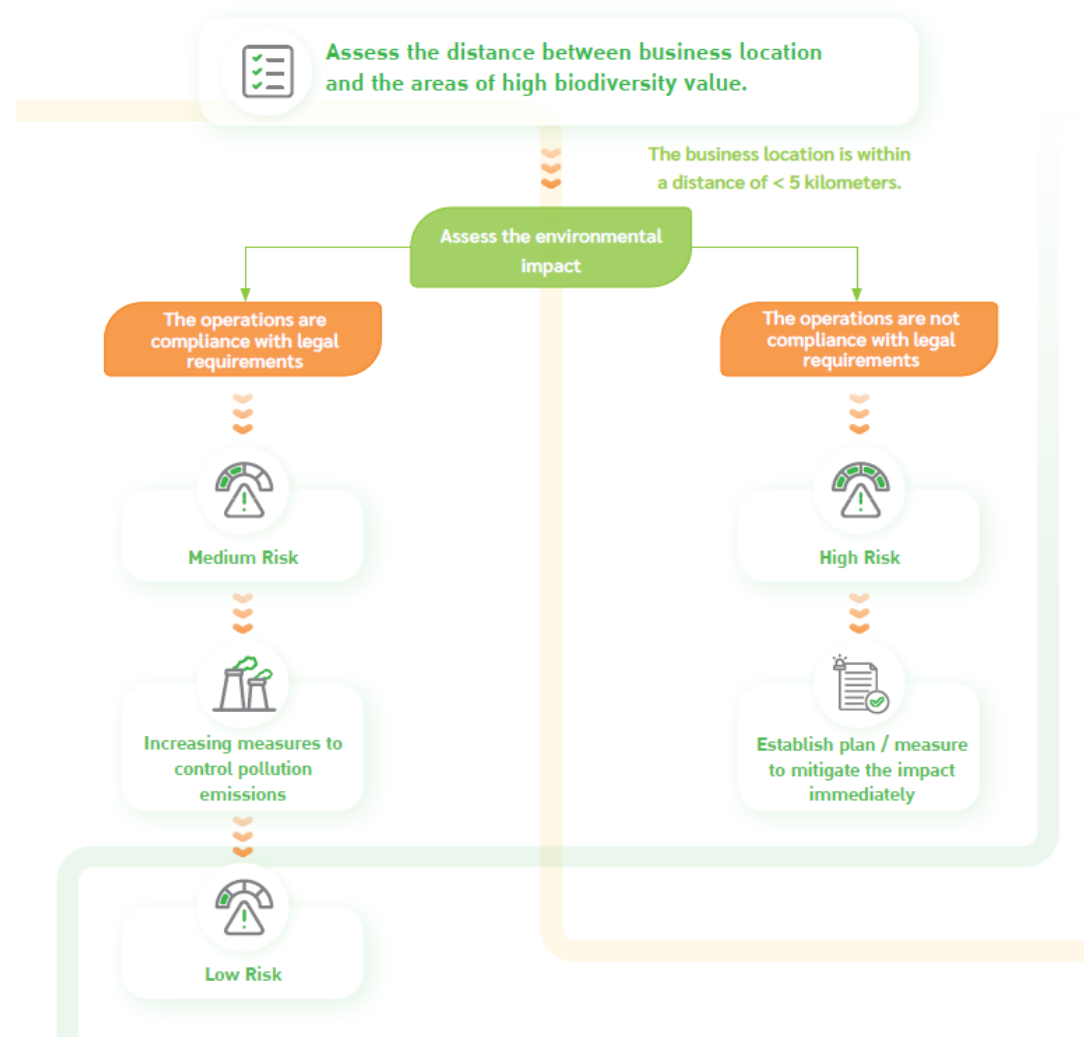 Assess the distance between business location
and the areas of high biodiversity value.
The business location is within
a distance of < 5 kilometers.
Assess the environmental
impact
The operations are
compliance with legal
requirements
The operations are not
compliance with legal
requirements
Medium Risk
High Risk
Increasing measures to
control pollution
emissions
Establish plan / measure
to mitigate the impact
immediately
Low Risk